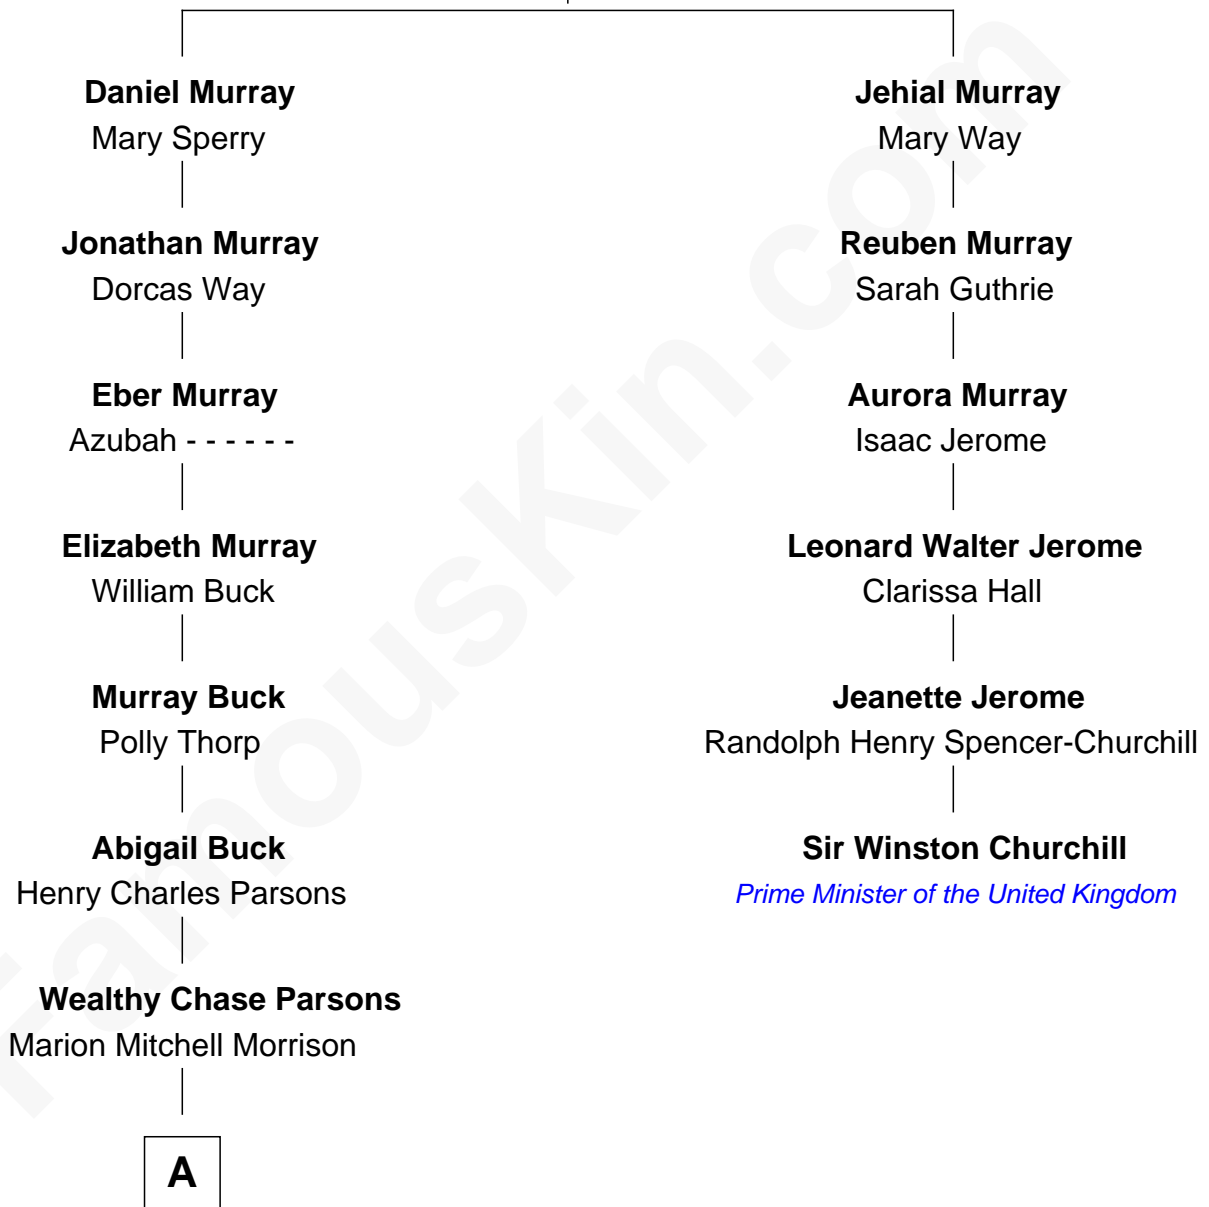 Daniel Murray
Mary Sperry
Jonathan Murray
Dorcas Way
Eber Murray
Azubah - - - - - -
Elizabeth Murray
William Buck
Murray Buck
Polly Thorp
Abigail Buck
Henry Charles Parsons
Wealthy Chase Parsons
Marion Mitchell Morrison
A
Jehial Murray
Mary Way
Reuben Murray
Sarah Guthrie
Aurora Murray
Isaac Jerome
Leonard Walter Jerome
Clarissa Hall
Jeanette Jerome
Randolph Henry Spencer-Churchill
Sir Winston Churchill
Prime Minister of the United Kingdom
FamousKin.com